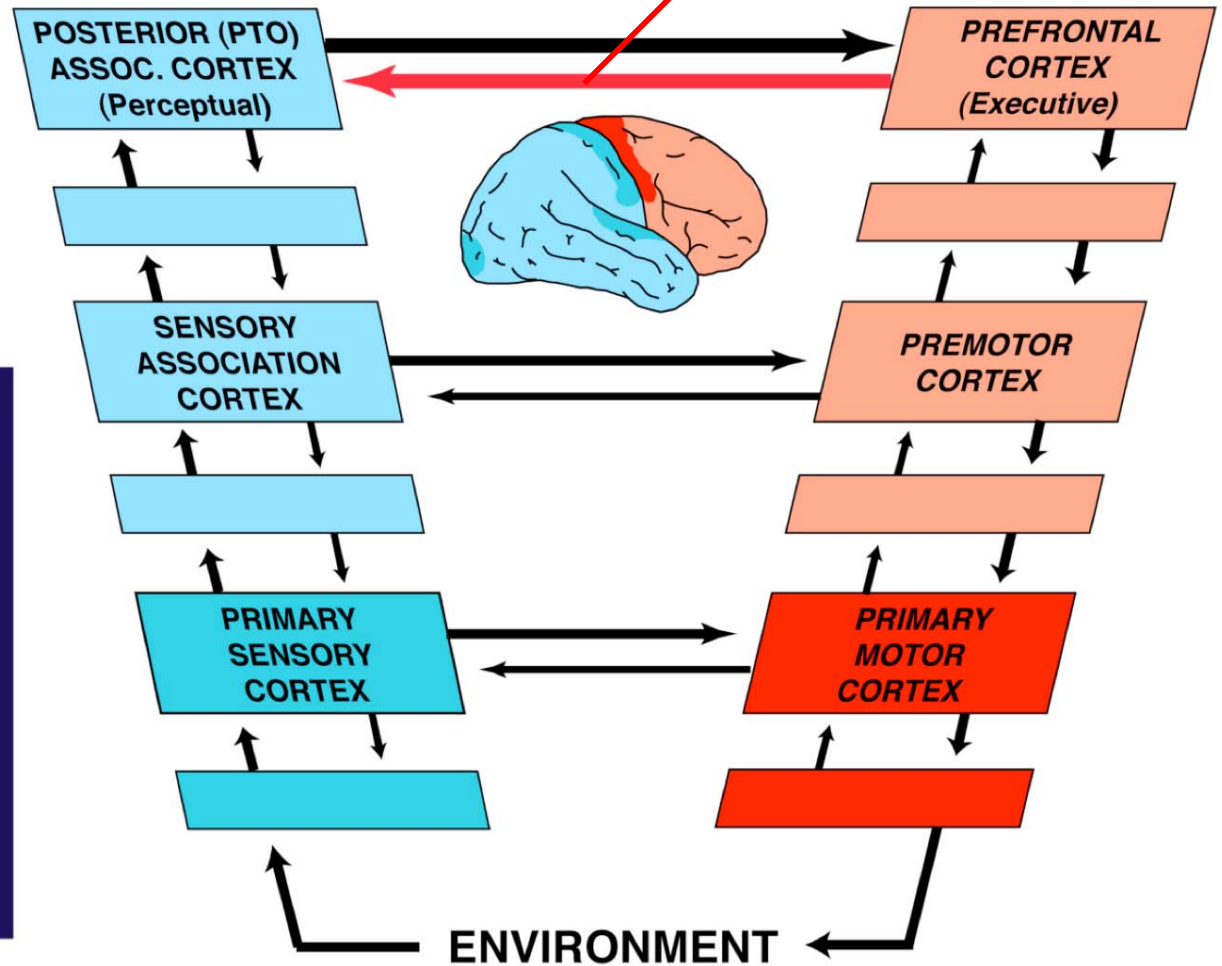 POSTERIOR (PTO)
ASSOC. CORTEX
(Perceptual)
PREFRONTAL
CORTEX
(Executive)
SENSORY
ASSOCIATION
CORTEX
PREMOTOR
CORTEX
PRIMARY
SENSORY
CORTEX
PRIMARY
MOTOR
CORTEX
ENVIRONMENT